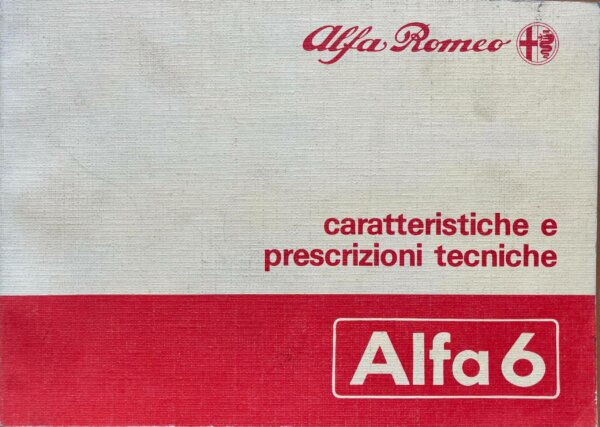 Alfa Romeo
caratteristiche e
prescrizioni tecniche
Alfa 6